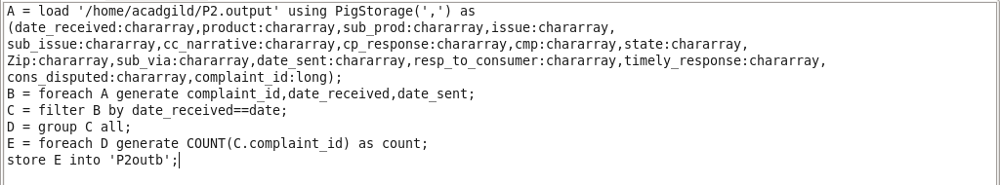 A = load '/home/acadgild/P2.output' using PigStorage(',') as
(date_received:chararray,product:chararray,sub_prod:chararray,issue:chararray,
sub_issue:chararray,cc_narrative:chararray,cp_response:chararray,cmp:chararray,state:chararray,
Zip:chararray,sub_via:chararray,date_sent:chararray,resp_to_consumer:chararray,timely_response:chararray,
cons_disputed:chararray,complaint_id:long);
B = foreach A generate complaint_id,date_received,date_sent;
C = filter B by date_received==date;
D = group C all;
E = foreach D generate COUNT(C.complaint_id) as count;
store E into 'P2outb';